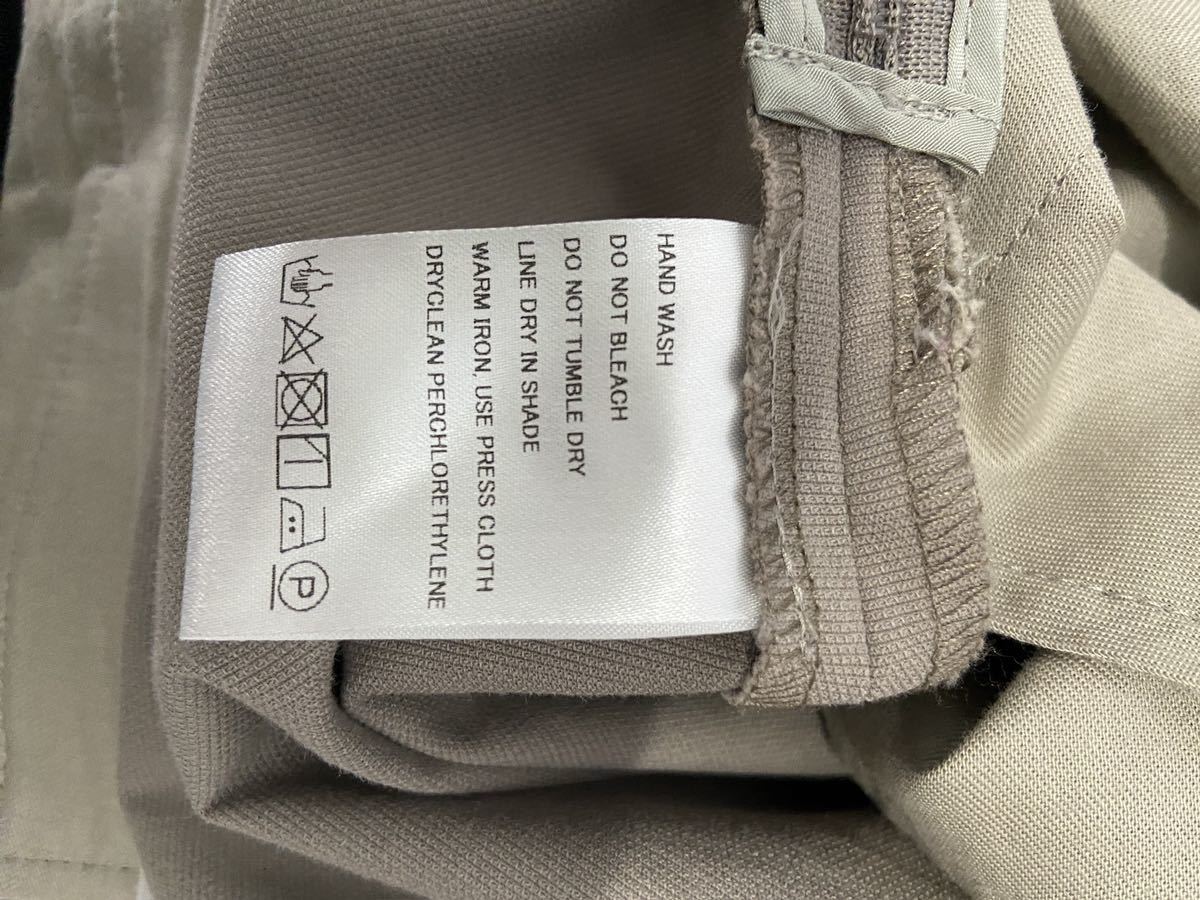 HAND WASH
DO NOT BLEACH
DO NOT TUMBLE DRY
LINE DRY IN SHADE
WARM IRON, USE PRESS CLOTH
DRYCLEAN PERCHLORETHYLENE
P